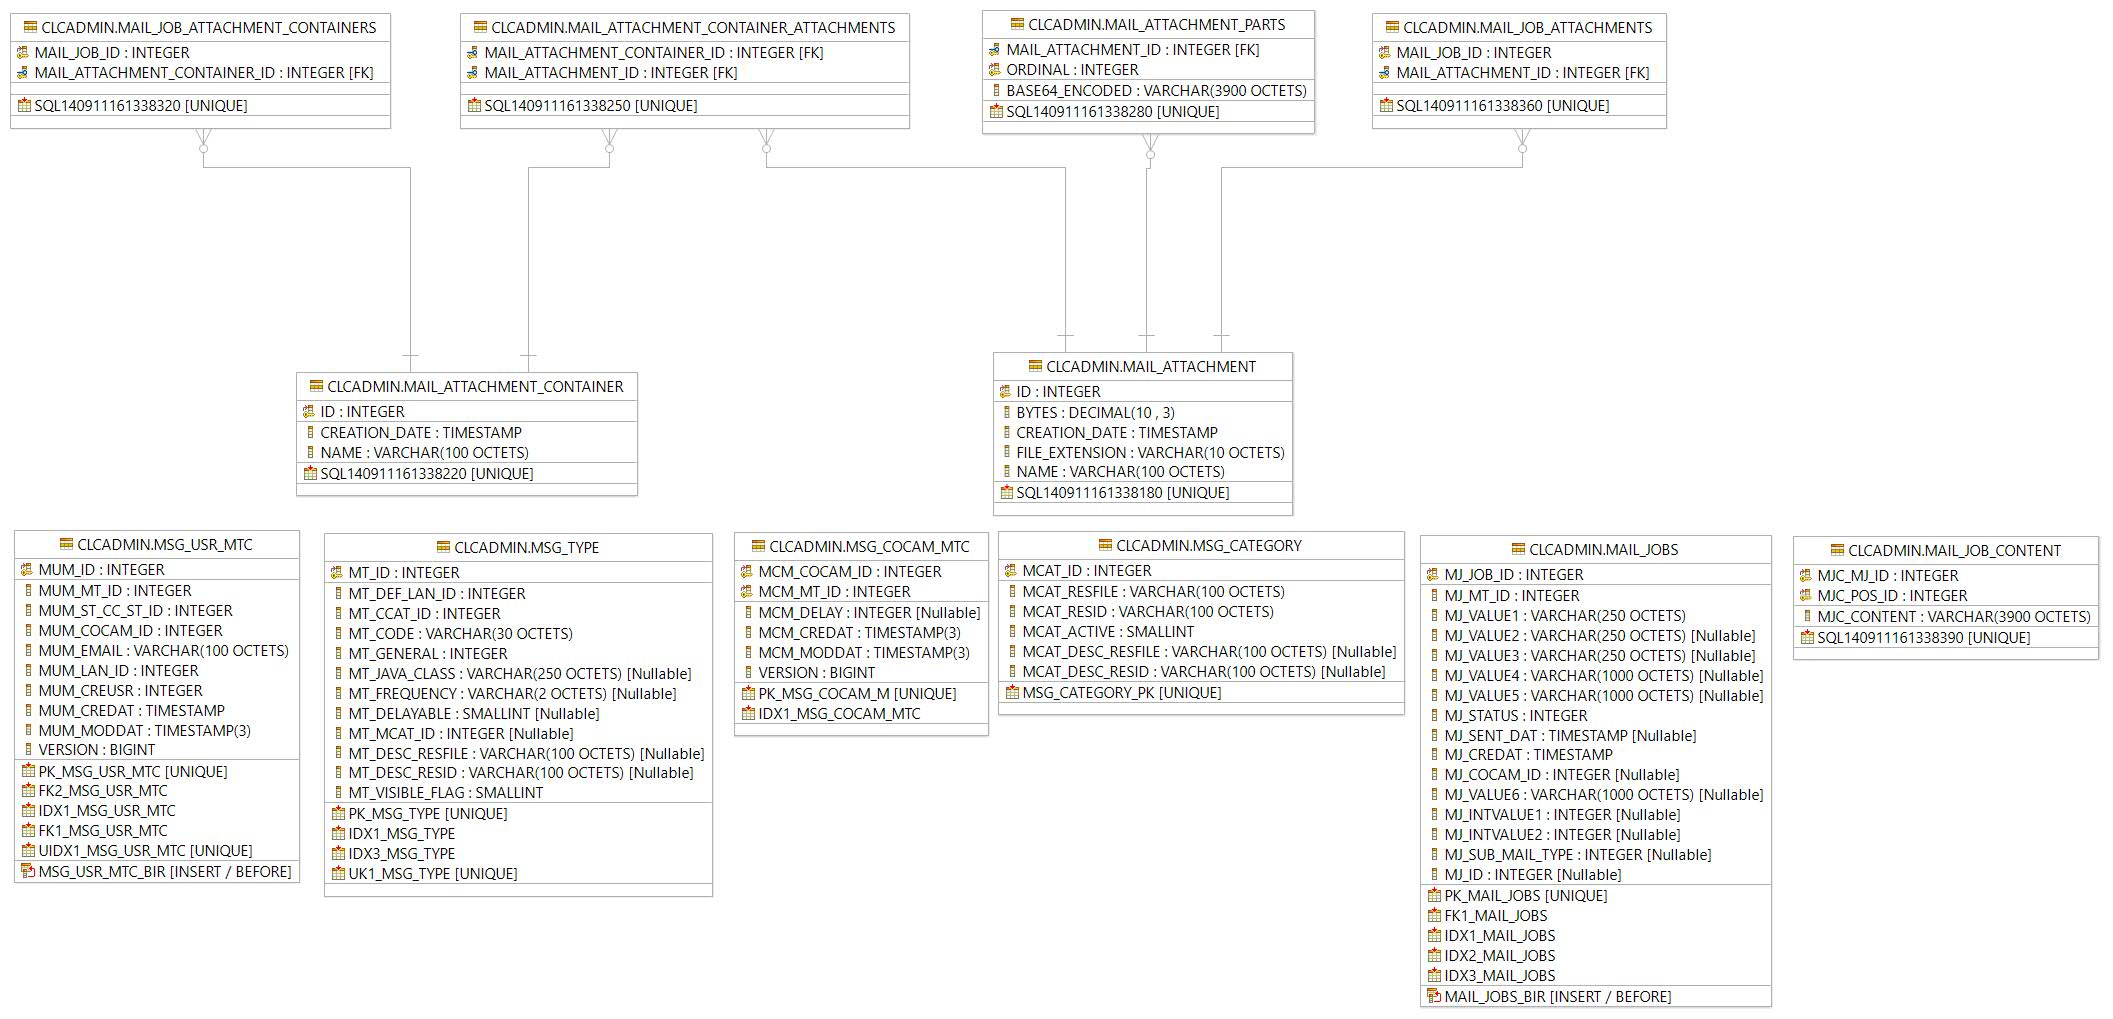 CLCADMIN.MAIL_JOB_ATTACHMENT_CONTAINERS
MAIL_JOB_ID : INTEGER
MAIL_ATTACHMENT_CONTAINER_ID : INTEGER [FK]
SQL140911161338320 [UNIQUE]
CLCADMIN.MAIL_ATTACHMENT_CONTAINER_ATTACHMENTS
MAIL_ATTACHMENT_CONTAINER_ID : INTEGER [FK]
MAIL_ATTACHMENT_ID : INTEGER [FK]
SQL140911161338250 [UNIQUE]
CLCADMIN.MAIL_ATTACHMENT_PARTS
MAIL_ATTACHMENT_ID : INTEGER [FK]
ORDINAL : INTEGER
BASE64_ENCODED : VARCHAR(3900 OCTETS)
SQL140911161338280 [UNIQUE]
CLCADMIN.MAIL_JOB_ATTACHMENTS
MAIL_JOB_ID : INTEGER
MAIL_ATTACHMENT_ID : INTEGER [FK]
SQL140911161338360 [UNIQUE]
CLCADMIN.MAIL_ATTACHMENT_CONTAINER
ID : INTEGER
CREATION_DATE : TIMESTAMP
NAME : VARCHAR(100 OCTETS)
SQL140911161338220 [UNIQUE]
CLCADMIN.MAIL_ATTACHMENT
ID : INTEGER
BYTES : DECIMAL(10 , 3)
CREATION_DATE : TIMESTAMP
FILE_EXTENSION : VARCHAR(10 OCTETS)
NAME : VARCHAR(100 OCTETS)
SQL140911161338180 [UNIQUE]
CLCADMIN.MSG_USR_MTC
MUM_ID : INTEGER
MUM_MT_ID : INTEGER
MUM_ST_CC_ST_ID : INTEGER
MUM_COCAM_ID : INTEGER
MUM_EMAIL : VARCHAR(100 OCTETS)
MUM_LAN_ID : INTEGER
MUM_CREUSR : INTEGER
MUM_CREDAT : TIMESTAMP
MUM_MODDAT : TIMESTAMP(3)
VERSION : BIGINT
PK_MSG_USR_MTC [UNIQUE]
FK2_MSG_USR_MTC
IDX1_MSG_USR_MTC
FK1_MSG_USR_MTC
UIDX1_MSG_USR_MTC [UNIQUE]
MSG_USR_MTC_BIR [INSERT / BEFORE]
CLCADMIN.MSG_TYPE
MT_ID : INTEGER
MT_DEF_LAN_ID : INTEGER
MT_CCAT_ID : INTEGER
MT_CODE : VARCHAR(30 OCTETS)
MT_GENERAL : INTEGER
MT_JAVA_CLASS : VARCHAR(250 OCTETS) [Nullable]
MT_FREQUENCY : VARCHAR(2 OCTETS) [Nullable]
MT_DELAYABLE : SMALLINT [Nullable]
MT_MCAT_ID : INTEGER [Nullable]
MT_DESC_RESFILE : VARCHAR(100 OCTETS) [Nullable]
MT_DESC_RESID : VARCHAR(100 OCTETS) [Nullable]
MT_VISIBLE_FLAG : SMALLINT
PK_MSG_TYPE [UNIQUE]
IDX1_MSG_TYPE
IDX3_MSG_TYPE
UK1_MSG_TYPE [UNIQUE]
CLCADMIN.MSG_COCAM_MTC
MCM_COCAM_ID : INTEGER
MCM_MT_ID : INTEGER
MCM_DELAY : INTEGER [Nullable]
MCM_CREDAT : TIMESTAMP(3)
MCM_MODDAT : TIMESTAMP(3)
VERSION : BIGINT
PK_MSG_COCAM_M [UNIQUE]
IDX1_MSG_COCAM_MTC
CLCADMIN.MSG_CATEGORY
MCAT_ID : INTEGER
MCAT_RESFILE : VARCHAR(100 OCTETS)
MCAT_RESID : VARCHAR(100 OCTETS)
MCAT_ACTIVE : SMALLINT
MCAT_DESC_RESFILE : VARCHAR(100 OCTETS) [Nullable]
MCAT_DESC_RESID : VARCHAR(100 OCTETS) [Nullable]
MSG_CATEGORY_PK [UNIQUE]
CLCADMIN.MAIL_JOBS
MJ_JOB_ID : INTEGER
MJ_MT_ID : INTEGER
MJ_VALUE1 : VARCHAR(250 OCTETS)
MJ_VALUE2 : VARCHAR(250 OCTETS) [Nullable]
MJ_VALUE3 : VARCHAR(250 OCTETS) [Nullable]
MJ_VALUE4 : VARCHAR(1000 OCTETS) [Nullable]
MJ_VALUE5 : VARCHAR(1000 OCTETS) [Nullable]
MJ_STATUS : INTEGER
MJ_SENT_DAT : TIMESTAMP [Nullable]
MJ_CREDAT : TIMESTAMP
MJ_COCAM_ID : INTEGER [Nullable]
MJ_VALUE6 : VARCHAR(1000 OCTETS) [Nullable]
MJ_INTVALUE1 : INTEGER [Nullable]
MJ_INTVALUE2 : INTEGER [Nullable]
MJ_SUB_MAIL_TYPE : INTEGER [Nullable]
MJ_ID : INTEGER [Nullable]
PK_MAIL_JOBS [UNIQUE]
FK1_MAIL_JOBS
IDX1_MAIL_JOBS
IDX2_MAIL_JOBS
IDX3_MAIL_JOBS
MAIL_JOBS_BIR [INSERT / BEFORE]
CLCADMIN.MAIL_JOB_CONTENT
MJC_MJ_ID : INTEGER
MJC_POS_ID : INTEGER
MJC_CONTENT : VARCHAR(3900 OCTETS)
SQL140911161338390 [UNIQUE]